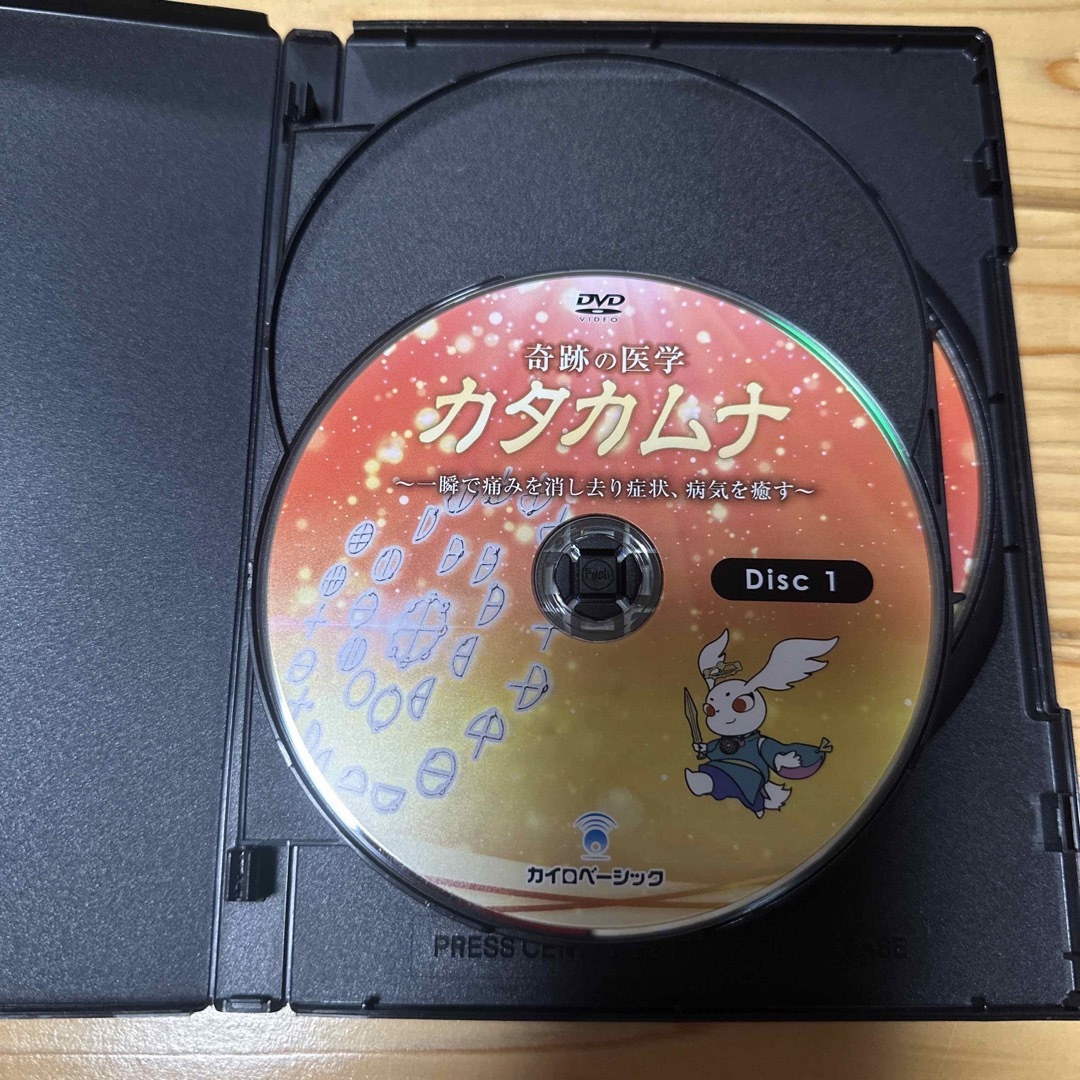 DVD
VIDEO
奇跡の医学
カタカムナ
～一瞬で痛みを消し去り症状、病気を癒す～
Push
Disc 1
カイロベーシック
PRESS CEN